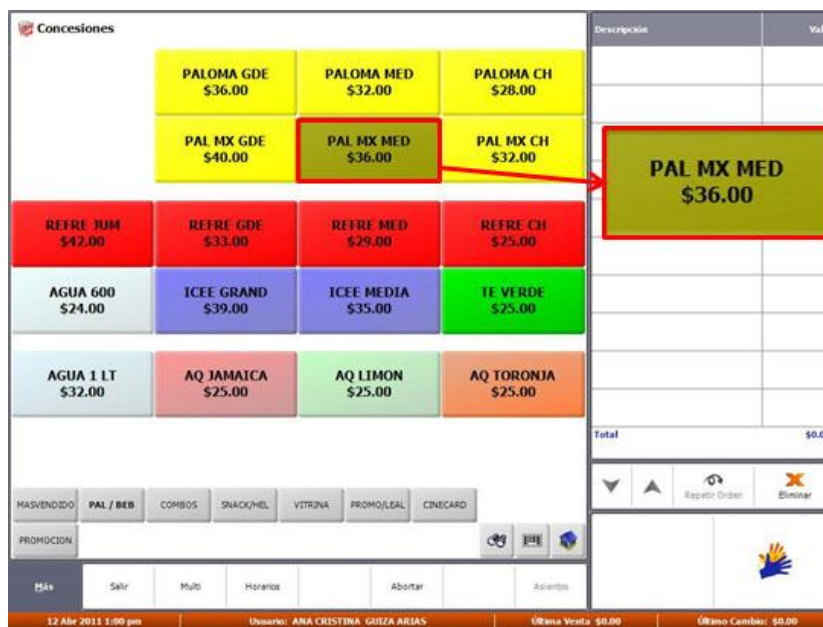 Concesiones
Descripción Val
PALOMA GDE
$36.00
PALOMA MED
$32.00
PALOMA CH
$28.00
PAL MX GDE
$40.00
PAL MX MED
$36.00
PAL MX CH
$32.00
PAL MX MED
$36.00
REFRE JUM
$42.00
REFRE GDE
$33.00
REFRE MED
$29.00
REFRE CH
$25.00
AGUA 600
$24.00
ICEE GRAND
$39.00
ICEE MEDIA
$35.00
TE VERDE
$25.00
AGUA 1 LT
$32.00
AQ JAMAICA
$25.00
AQ LIMON
$25.00
AQ TORONJA
$25.00
Total $0.0
MASVENDIDO PAL / BEB COMBOS SNACK/HEL VITRINA PROMO/LEAL CINECARD
Repetir Orden Eliminar
PROMOCION
Más Salir Multi Horarios Abortar Asientos
12 Abr 2011 1:00 pm Usuario: ANA CRISTINA GUIZA ARIAS Última Venta $0.00 Último Cambio: $0.00